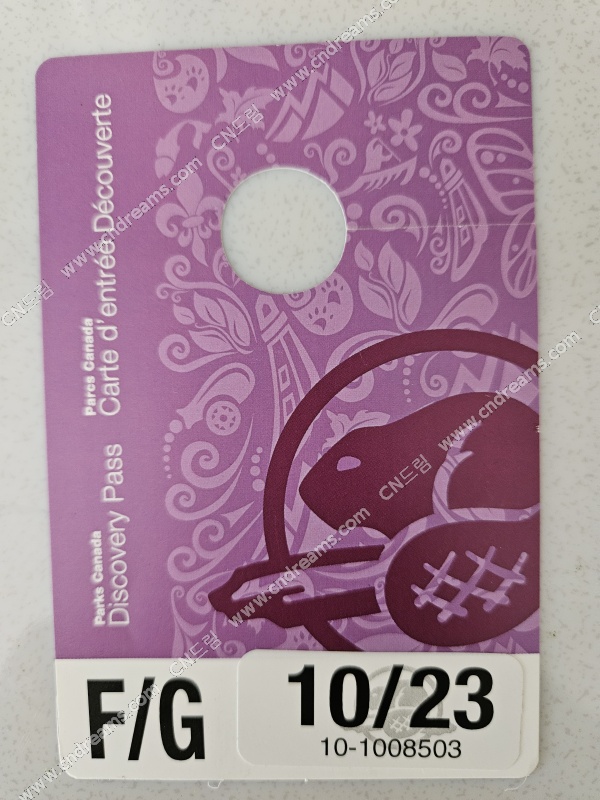 Parks Canada
Discovery Pass
Parcs Canada
Carte d'entrée Découverte
F/G
10/23
10-1008503
www.cndreams.com CN드림